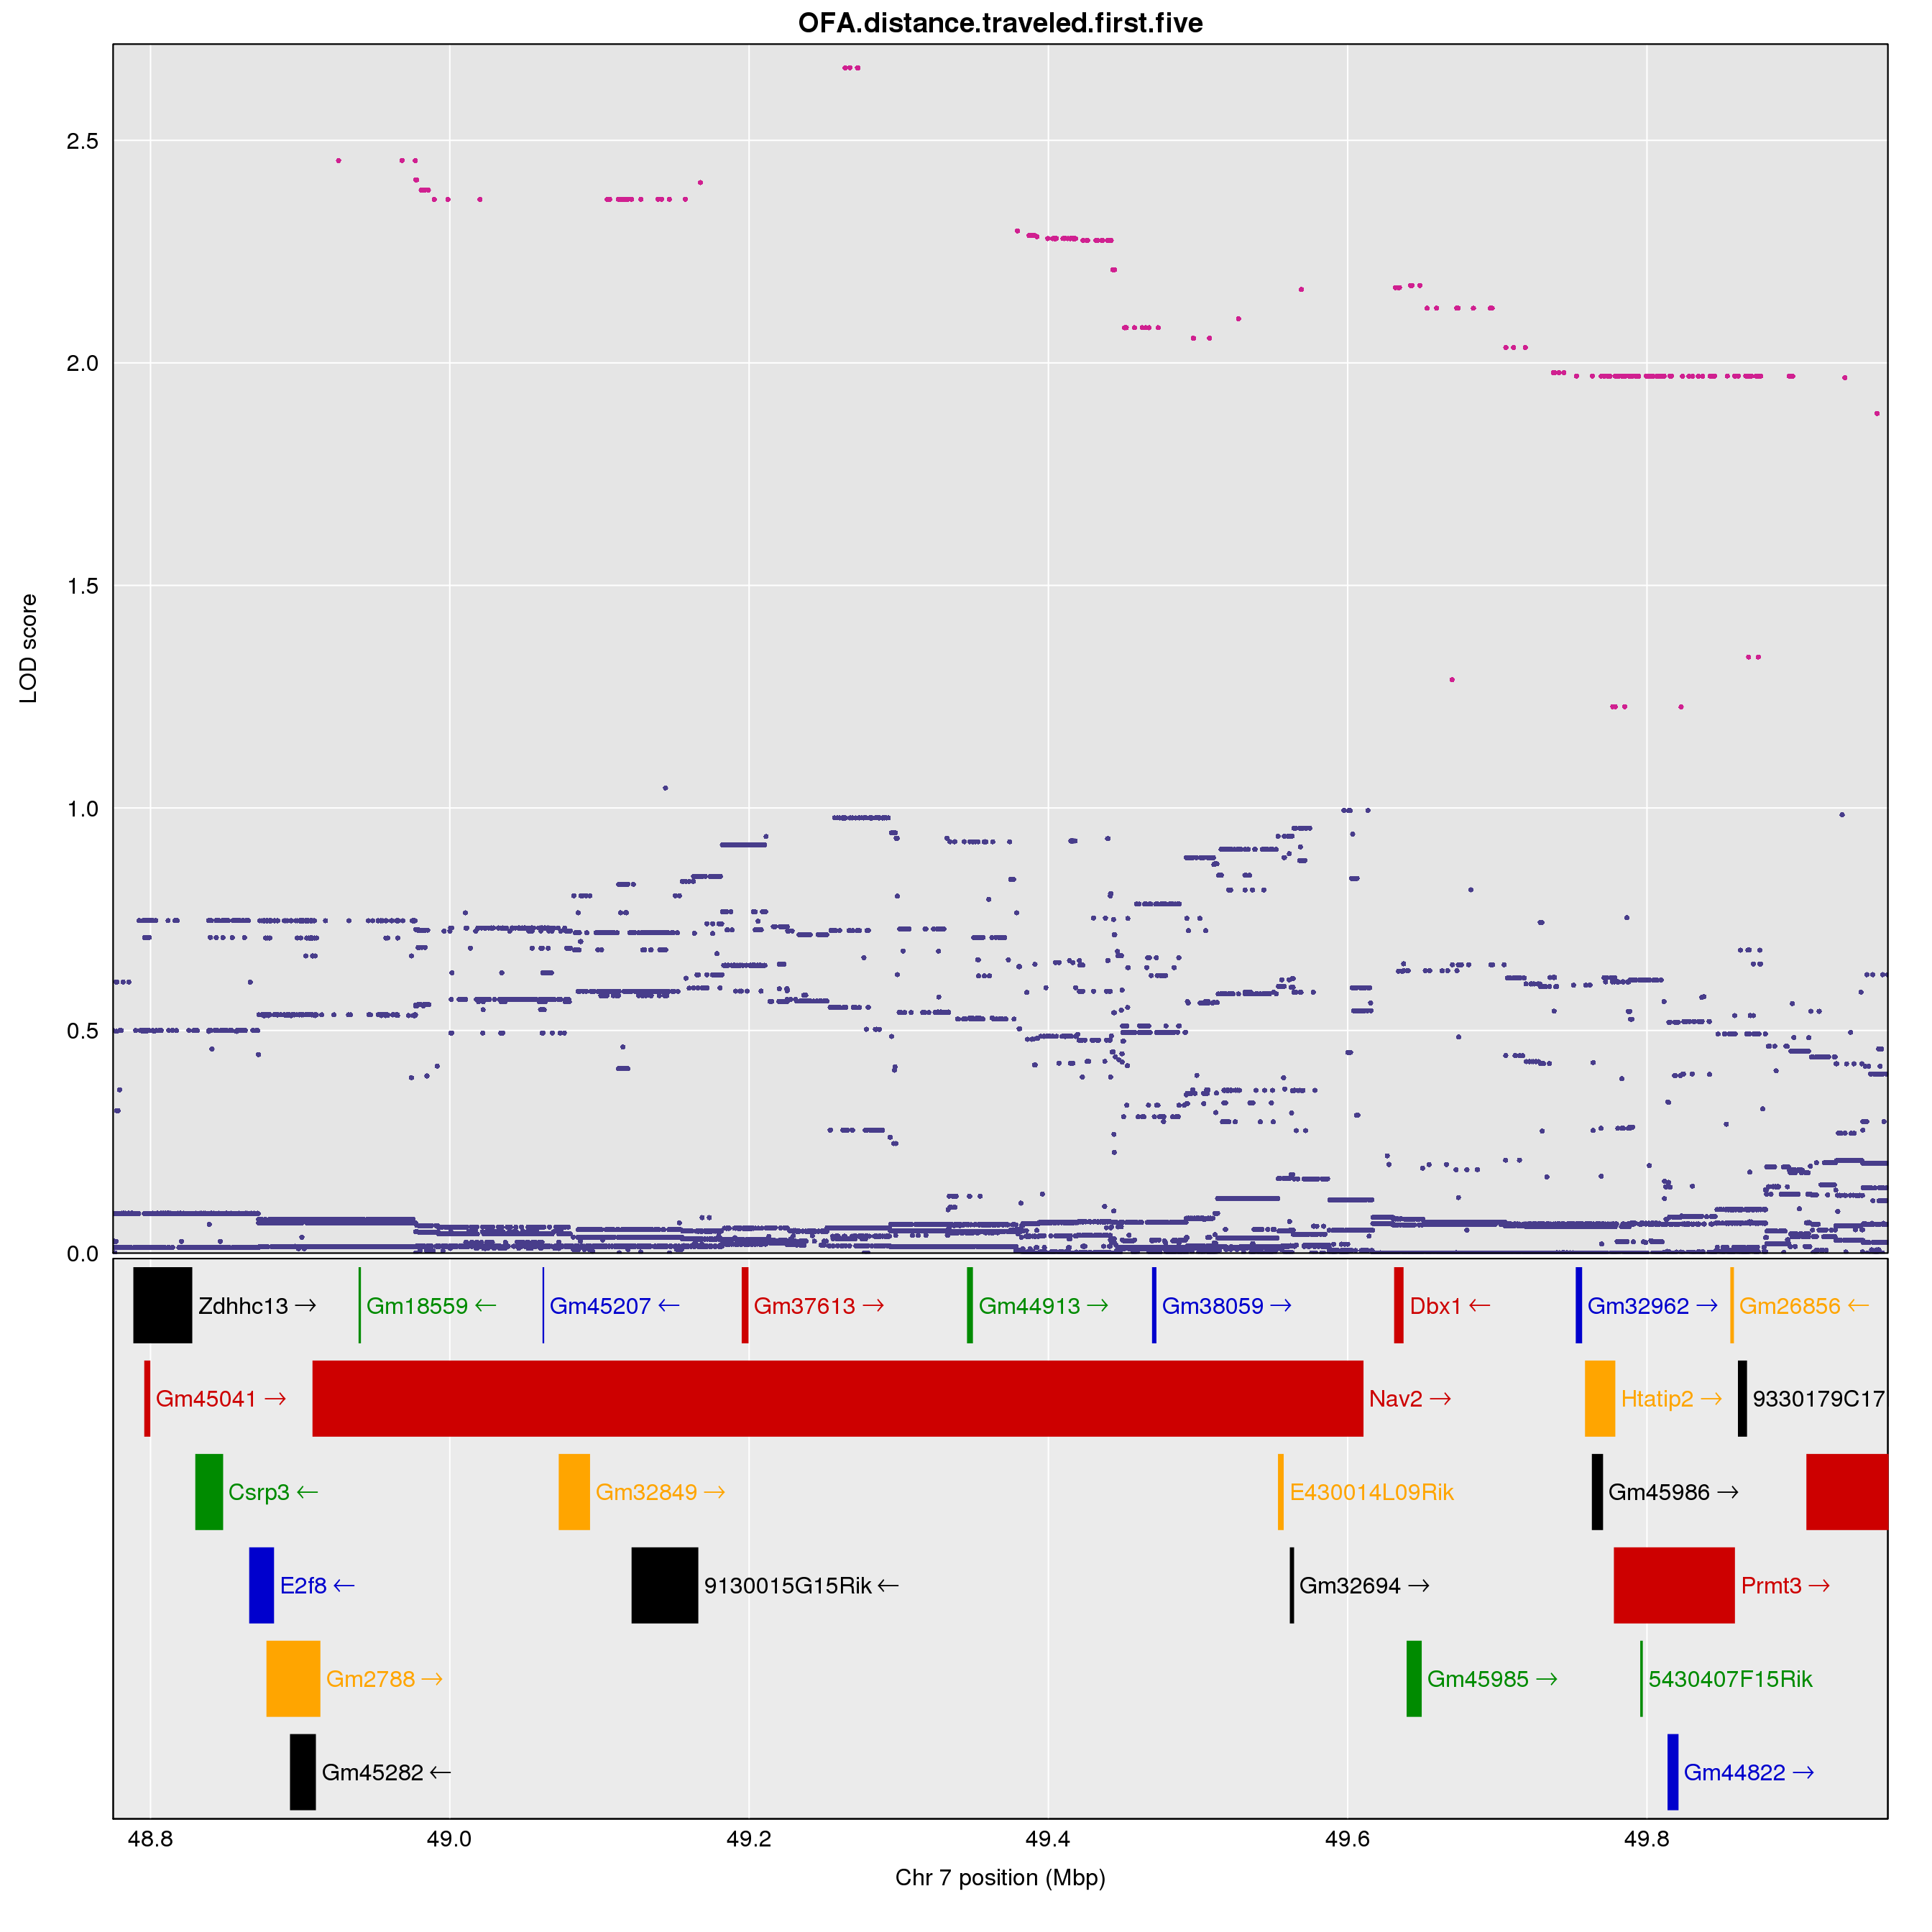 OFA.distance.traveled.first.five
2.5
2.0
1.5
1.0
0.5
0.0
LOD score
Zdhhc13 → Gm18559 ← Gm45207 ← Gm37613 → Gm44913 → Gm38059 → Dbx1 ← Gm32962 → Gm26856 ←
Gm45041 → Nav2 → Htatip2 → 9330179C17
Csrp3 ← Gm32849 → E430014L09Rik Gm45986 →
E2f8 ← 9130015G15Rik ← Gm32694 → Prmt3 →
Gm2788 → Gm45985 → 5430407F15Rik
Gm45282 ← Gm44822 →
48.8 49.0 49.2 49.4 49.6 49.8
Chr 7 position (Mbp)